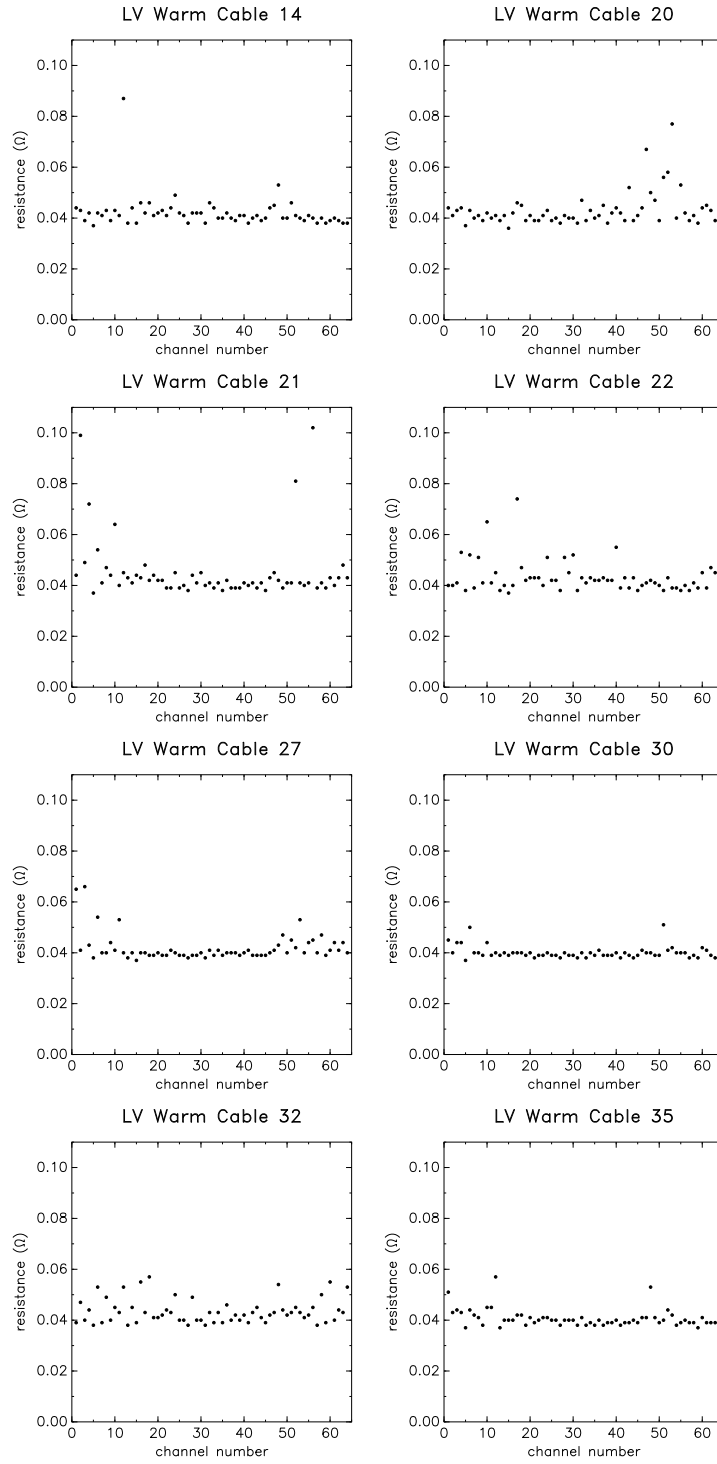 LV Warm Cable 14
LV Warm Cable 20
0.10
0.08
0.06
0.04
0.02
0.00
resistance (Ω)
0 10 20 30 40 50 60
channel number
0.10
0.08
0.06
0.04
0.02
0.00
resistance (Ω)
0 10 20 30 40 50 60
channel number
LV Warm Cable 21
LV Warm Cable 22
0.10
0.08
0.06
0.04
0.02
0.00
resistance (Ω)
0 10 20 30 40 50 60
channel number
0.10
0.08
0.06
0.04
0.02
0.00
resistance (Ω)
0 10 20 30 40 50 60
channel number
LV Warm Cable 27
LV Warm Cable 30
0.10
0.08
0.06
0.04
0.02
0.00
resistance (Ω)
0 10 20 30 40 50 60
channel number
0.10
0.08
0.06
0.04
0.02
0.00
resistance (Ω)
0 10 20 30 40 50 60
channel number
LV Warm Cable 32
LV Warm Cable 35
0.10
0.08
0.06
0.04
0.02
0.00
resistance (Ω)
0 10 20 30 40 50 60
channel number
0.10
0.08
0.06
0.04
0.02
0.00
resistance (Ω)
0 10 20 30 40 50 60
channel number